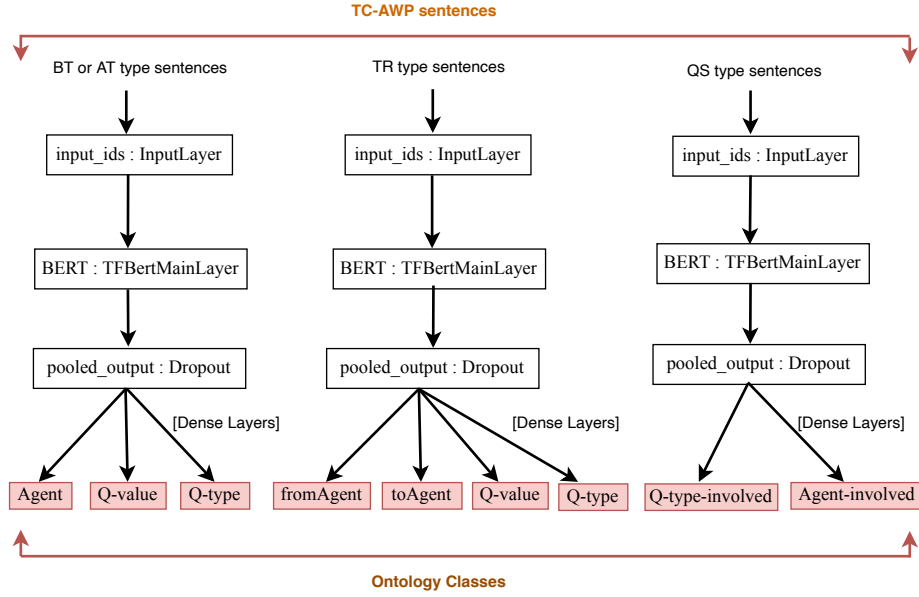 TC-AWP sentences
BT or AT type sentences
TR type sentences
QS type sentences
input_ids : InputLayer
input_ids : InputLayer
input_ids : InputLayer
BERT : TFBertMainLayer
BERT : TFBertMainLayer
BERT : TFBertMainLayer
pooled_output : Dropout
pooled_output : Dropout
pooled_output : Dropout
[Dense Layers]
[Dense Layers]
[Dense Layers]
Agent
Q-value
Q-type
fromAgent
toAgent
Q-value
Q-type
Q-type-involved
Agent-involved
Ontology Classes